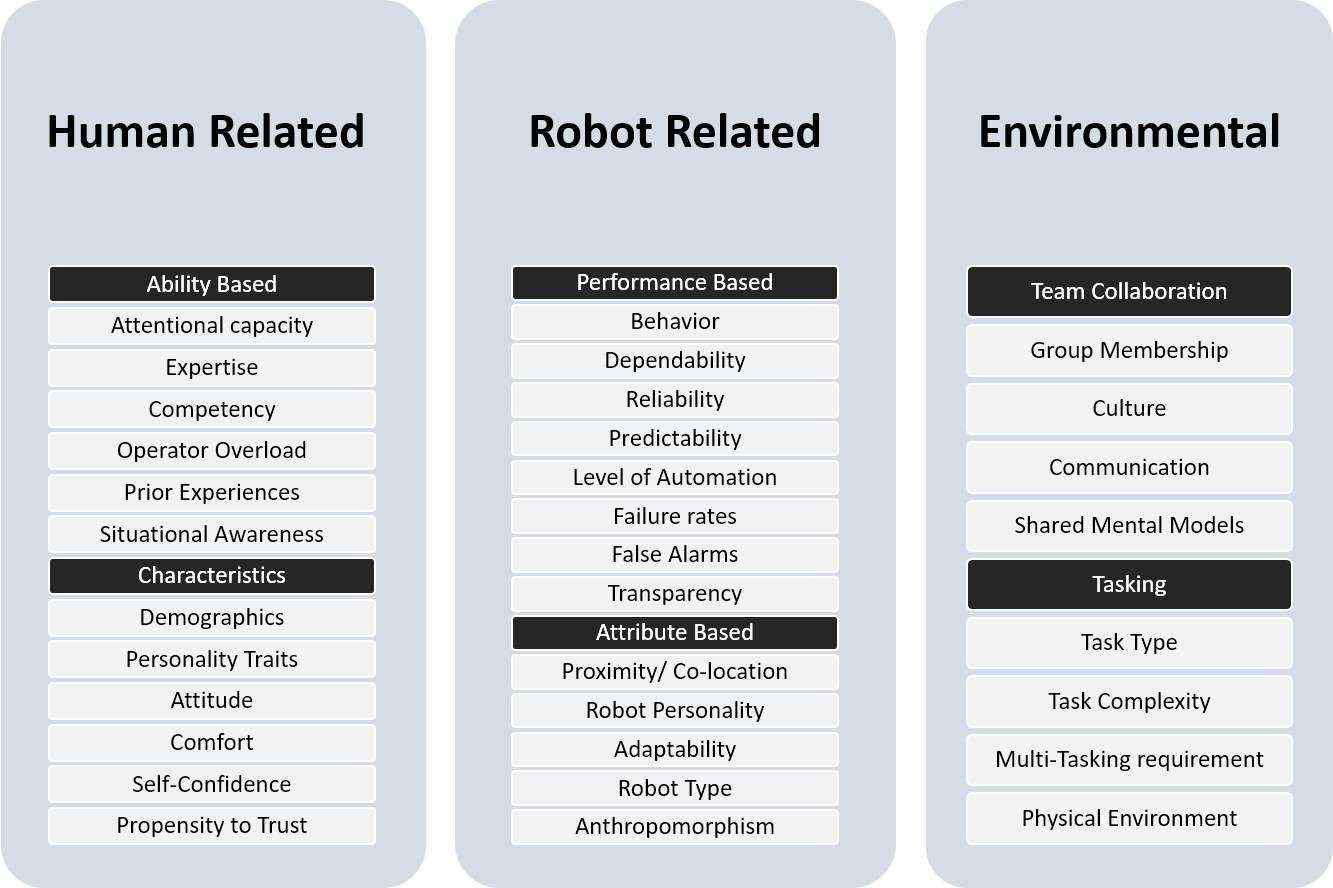 Human Related
Ability Based
Attentional capacity
Expertise
Competency
Operator Overload
Prior Experiences
Situational Awareness
Characteristics
Demographics
Personality Traits
Attitude
Comfort
Self-Confidence
Propensity to Trust
Robot Related
Performance Based
Behavior
Dependability
Reliability
Predictability
Level of Automation
Failure rates
False Alarms
Transparency
Attribute Based
Proximity/ Co-location
Robot Personality
Adaptability
Robot Type
Anthropomorphism
Environmental
Team Collaboration
Group Membership
Culture
Communication
Shared Mental Models
Tasking
Task Type
Task Complexity
Multi-Tasking requirement
Physical Environment